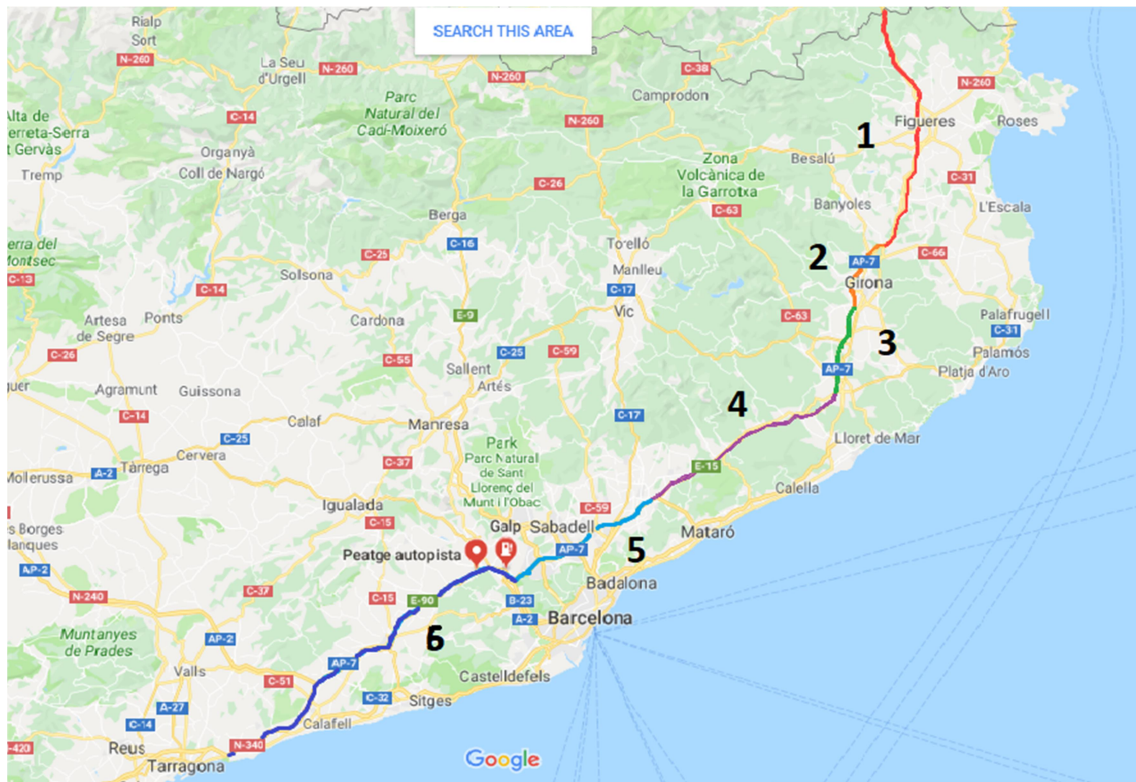 SEARCH THIS AREA
Rialp
Sort
N-260
La Seu
d'Urgell
N-260
N-260
C-38
N-260
Alta de
erreta-Serra
t Gervàs
C-14
Parc
Natural del
Cadí-Moixeró
N-260
Camprodon
Figueres
Roses
1
Tremp
Organyà
Coll de Nargó
C-26
Zona
Volcànica de
la Garrotxa
Besalú
C-31
Banyoles
L'Escala
Berga
C-63
C-16
Torelló
2
C-66
erra del
Montsec
C-13
Solsona
C-25
Manlleu
AP-7
Girona
C-14
C-17
Vic
Artesa
de Segre
Ponts
Cardona
E-9
C-63
Palafrugell
C-31
C-26
C-55
C-25
C-59
3
Palamós
guer
Agramunt
Guissona
Sallent
Artés
AP-7
Platja d'Aro
C-14
Calaf
4
C-25
Manresa
C-17
Lloret de Mar
Mollerussa
A-2
Tàrrega
Cervera
C-37
Park
Parc Natural
de Sant
Llorenç del
Munt i l'Obac
E-15
Calella
Igualada
C-59
es Borges
lanques
C-15
Galp
Sabadell
Mataró
Peatge autopista
AP-7
5
AP-2
N-240
C-37
C-15
E-90
B-23
Badalona
A-2
Barcelona
Muntanyes
de Prades
AP-2
6
Valls
AP-7
Castelldefels
C-51
C-32
Sitges
A-27
C-14
Calafell
Reus
N-340
-420
Tarragona
Google